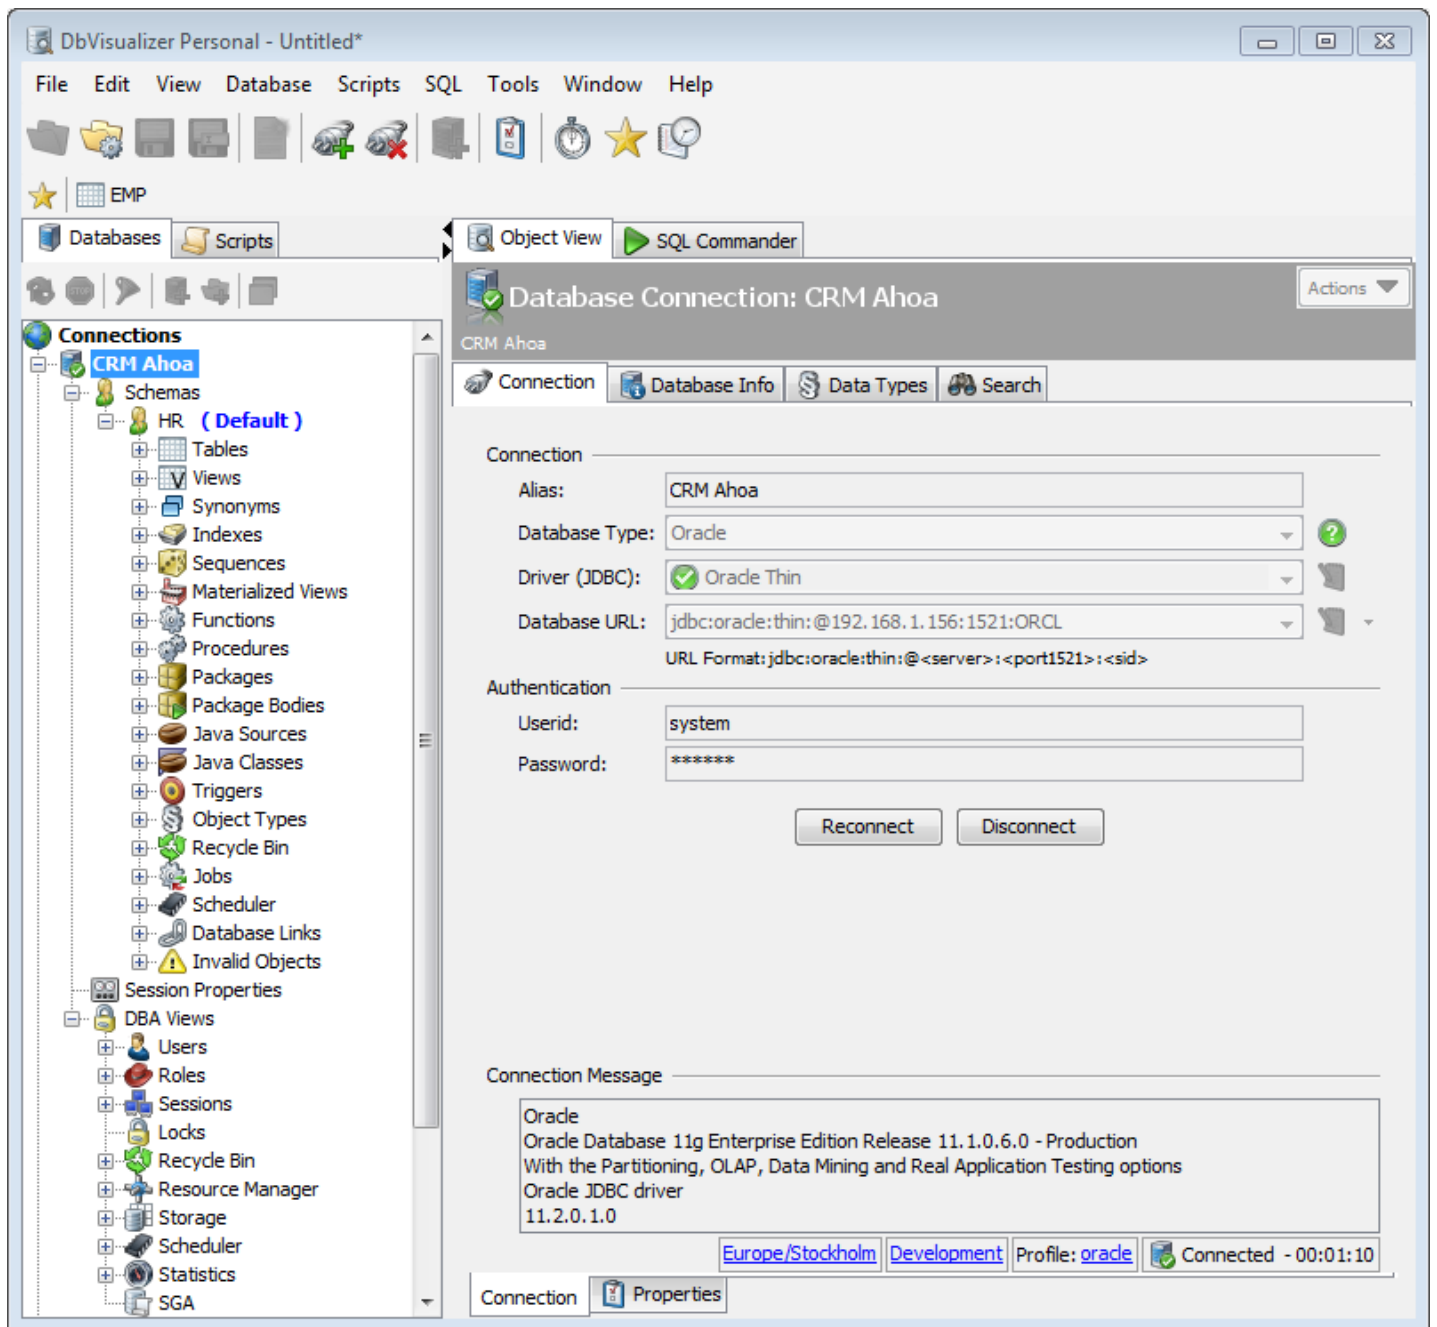 DbVisualizer Personal - Untitled*
File Edit View Database Scripts SQL Tools Window Help
EMP
Databases Scripts
Connections
CRM Ahoa
Schemas
HR ( Default )
Tables
Views
Synonyms
Indexes
Sequences
Materialized Views
Functions
Procedures
Packages
Package Bodies
Java Sources
Java Classes
Triggers
Object Types
Recycle Bin
Jobs
Scheduler
Database Links
Invalid Objects
Session Properties
DBA Views
Users
Roles
Sessions
Locks
Recycle Bin
Resource Manager
Storage
Scheduler
Statistics
SGA
Object View SQL Commander
Database Connection: CRM Ahoa
Actions
CRM Ahoa
Connection Database Info Data Types Search
Connection
Alias: CRM Ahoa
Database Type: Oracle
Driver (JDBC): Oracle Thin
Database URL: jdbc:oracle:thin:@192.168.1.156:1521:ORCL
URL Format:jdbc:oracle:thin:@<server>:<port1521>:<sid>
Authentication
Userid: system
Password: ******
Reconnect Disconnect
Connection Message
Oracle
Oracle Database 11g Enterprise Edition Release 11.1.0.6.0 - Production
With the Partitioning, OLAP, Data Mining and Real Application Testing options
Oracle JDBC driver
11.2.0.1.0
Europe/Stockholm Development Profile: oracle Connected - 00:01:10
Connection Properties